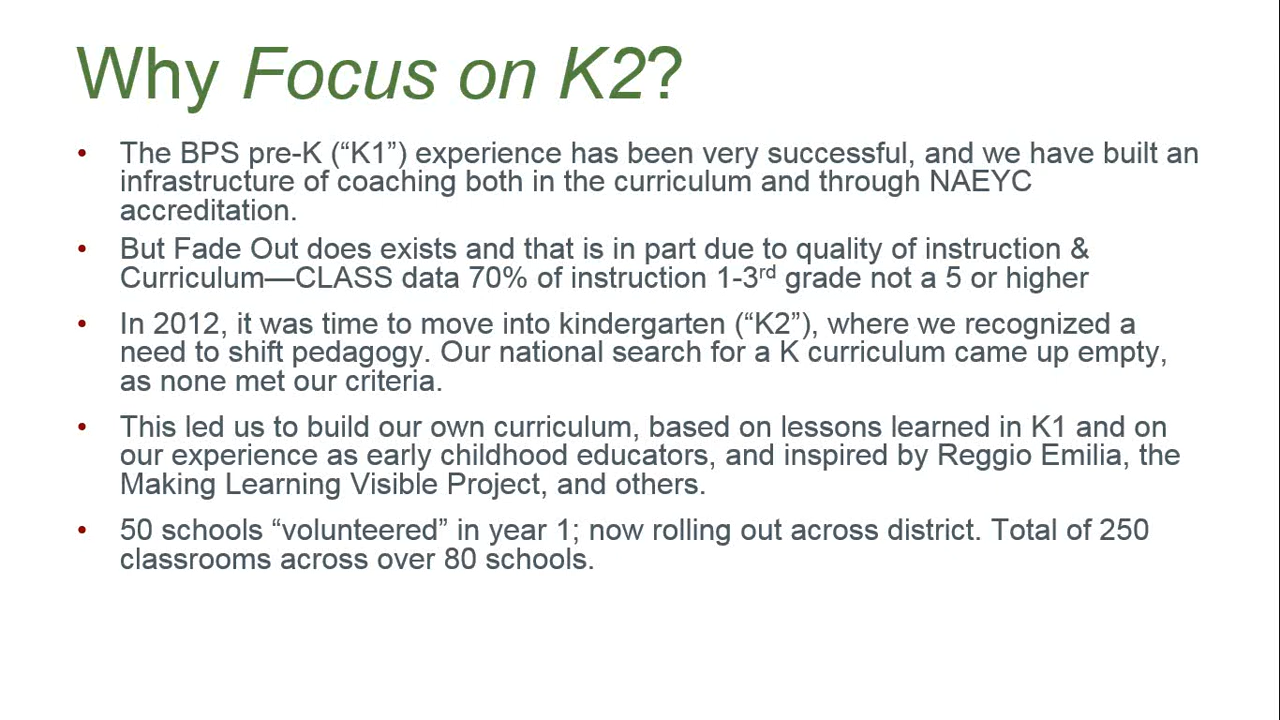 Why Focus on K2?
• The BPS pre-K (“K1”) experience has been very successful, and we have built an
infrastructure of coaching both in the curriculum and through NAEYC
accreditation.
• But Fade Out does exists and that is in part due to quality of instruction &
Curriculum—CLASS data 70% of instruction 1-3rd grade not a 5 or higher
• In 2012, it was time to move into kindergarten (“K2”), where we recognized a
need to shift pedagogy. Our national search for a K curriculum came up empty,
as none met our criteria.
• This led us to build our own curriculum, based on lessons learned in K1 and on
our experience as early childhood educators, and inspired by Reggio Emilia, the
Making Learning Visible Project, and others.
• 50 schools “volunteered” in year 1; now rolling out across district. Total of 250
classrooms across over 80 schools.